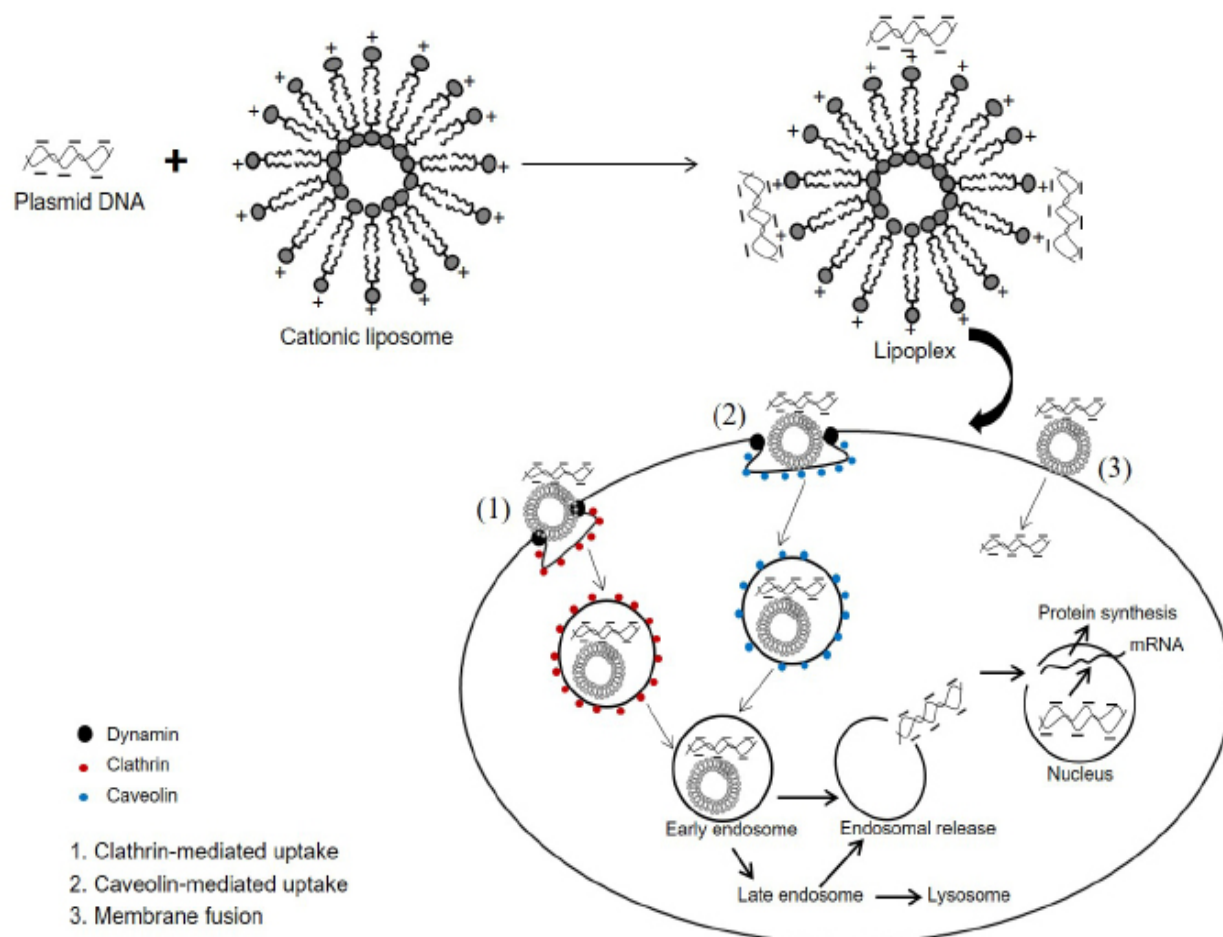 Plasmid DNA
+
Cationic liposome
Lipoplex
(1)
(2)
(3)
Protein synthesis
mRNA
Nucleus
Early endosome
Endosomal release
Late endosome
Lysosome
Dynamin
Clathrin
Caveolin
1. Clathrin-mediated uptake
2. Caveolin-mediated uptake
3. Membrane fusion